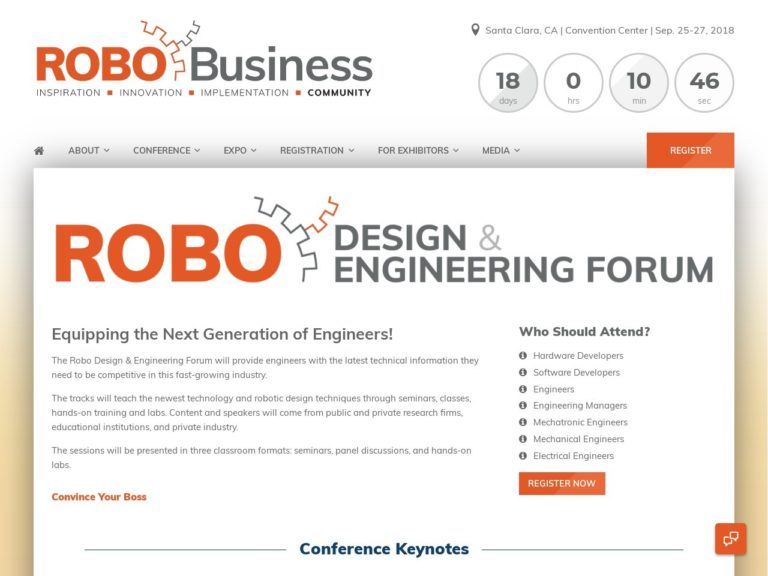 Santa Clara, CA | Convention Center | Sep. 25-27, 2018
ROBO Business
INSPIRATION ■ INNOVATION ■ IMPLEMENTATION ■ COMMUNITY
18 0 10 46
days hrs min sec
ABOUT CONFERENCE EXPO REGISTRATION FOR EXHIBITORS MEDIA REGISTER
ROBO DESIGN &
ENGINEERING FORUM
Equipping the Next Generation of Engineers!
The Robo Design & Engineering Forum will provide engineers with the latest technical information they
need to be competitive in this fast-growing industry.
The tracks will teach the newest technology and robotic design techniques through seminars, classes,
hands-on training and labs. Content and speakers will come from public and private research firms,
educational institutions, and private industry.
The sessions will be presented in three classroom formats: seminars, panel discussions, and hands-on
labs.
Convince Your Boss
Who Should Attend?
Hardware Developers
Software Developers
Engineers
Engineering Managers
Mechatronic Engineers
Mechanical Engineers
Electrical Engineers
REGISTER NOW
Conference Keynotes